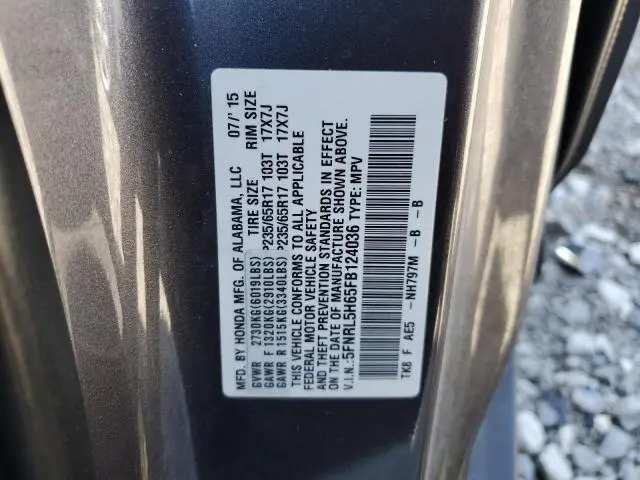 MFD. BY HONDA MFG. OF ALABAMA, LLC 07/'15
TIRE SIZE RIM SIZE
GVWR 2730KG(6019LBS)
GAWR F 1320KG(2910LBS) P235/65R17 103T 17X7J
GAWR R 1515KG(3340LBS) P235/65R17 103T 17X7J
THIS VEHICLE CONFORMS TO ALL APPLICABLE
FEDERAL MOTOR VEHICLE SAFETY
AND THEFT PREVENTION STANDARDS IN EFFECT
ON THE DATE OF MANUFACTURE SHOWN ABOVE.
V.I.N.:5FNRL5H65FB124036 TYPE: MPV
TK8 F AE5 -NH797M -B -B